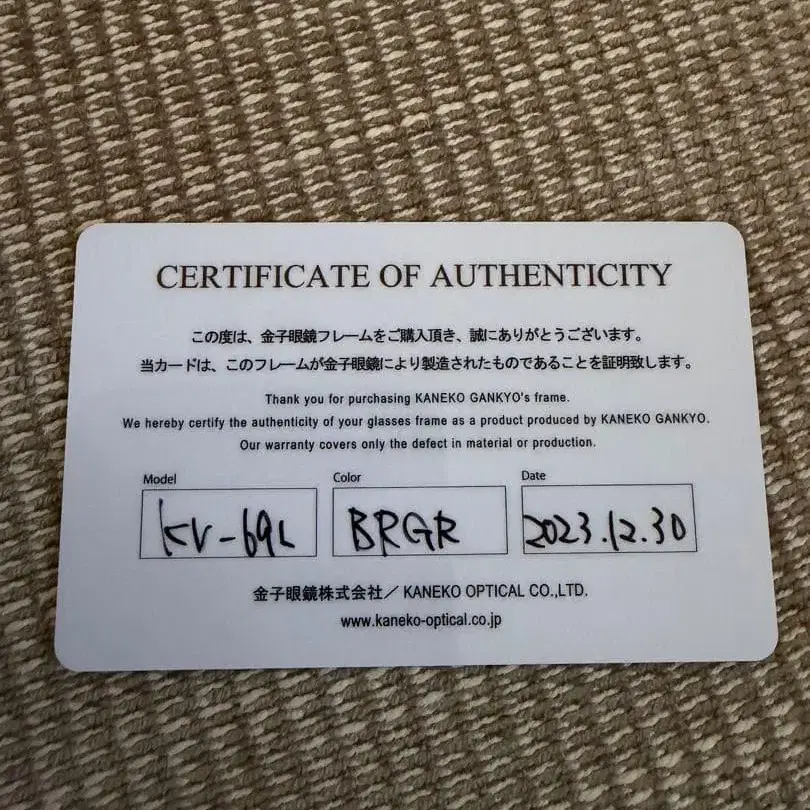 CERTIFICATE OF AUTHENTICITY
この度は、金子眼鏡フレームをご購入頂き、誠にありがとうございます。
当カードは、このフレームが金子眼鏡により製造されたものであることを証明致します。
Thank you for purchasing KANEKO GANKYO's frame.
We hereby certify the authenticity of your glasses frame as a product produced by KANEKO GANKYO.
Our warranty covers only the defect in material or production.
Model Color Date
KV-69L BRGR 2023.12.30
金子眼鏡株式会社/ KANEKO OPTICAL CO.,LTD.
www.kaneko-optical.co.jp